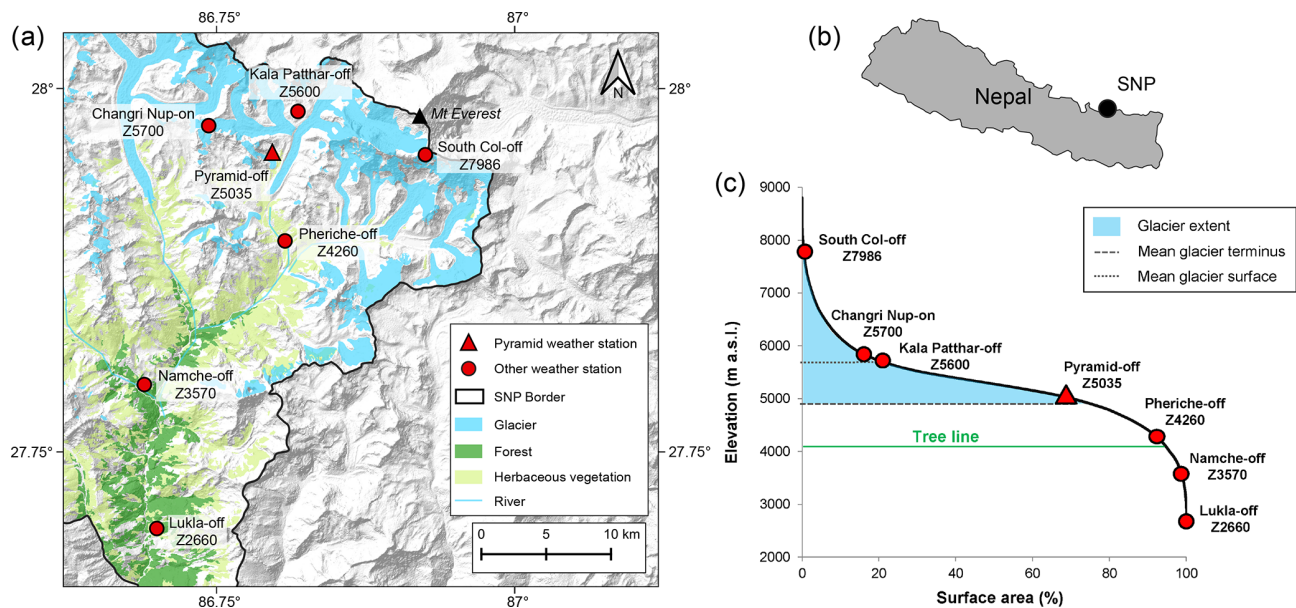 (a)
86.75°
87°
28°
28°
27.75°
27.75°
86.75°
87°
N
Kala Patthar-off
Z5600
Changri Nup-on
Z5700
Mt Everest
South Col-off
Z7986
Pyramid-off
Z5035
Pheriche-off
Z4260
Namche-off
Z3570
Lukla-off
Z2660
Pyramid weather station
Other weather station
SNP Border
Glacier
Forest
Herbaceous vegetation
River
0 5 10 km
(b)
Nepal
SNP
(c)
Elevation (m a.s.l.)
9000
8000
7000
6000
5000
4000
3000
2000
0 20 40 60 80 100
Surface area (%)
Glacier extent
Mean glacier terminus
Mean glacier surface
South Col-off
Z7986
Changri Nup-on
Z5700
Kala Patthar-off
Z5600
Pyramid-off
Z5035
Pheriche-off
Z4260
Tree line
Namche-off
Z3570
Lukla-off
Z2660